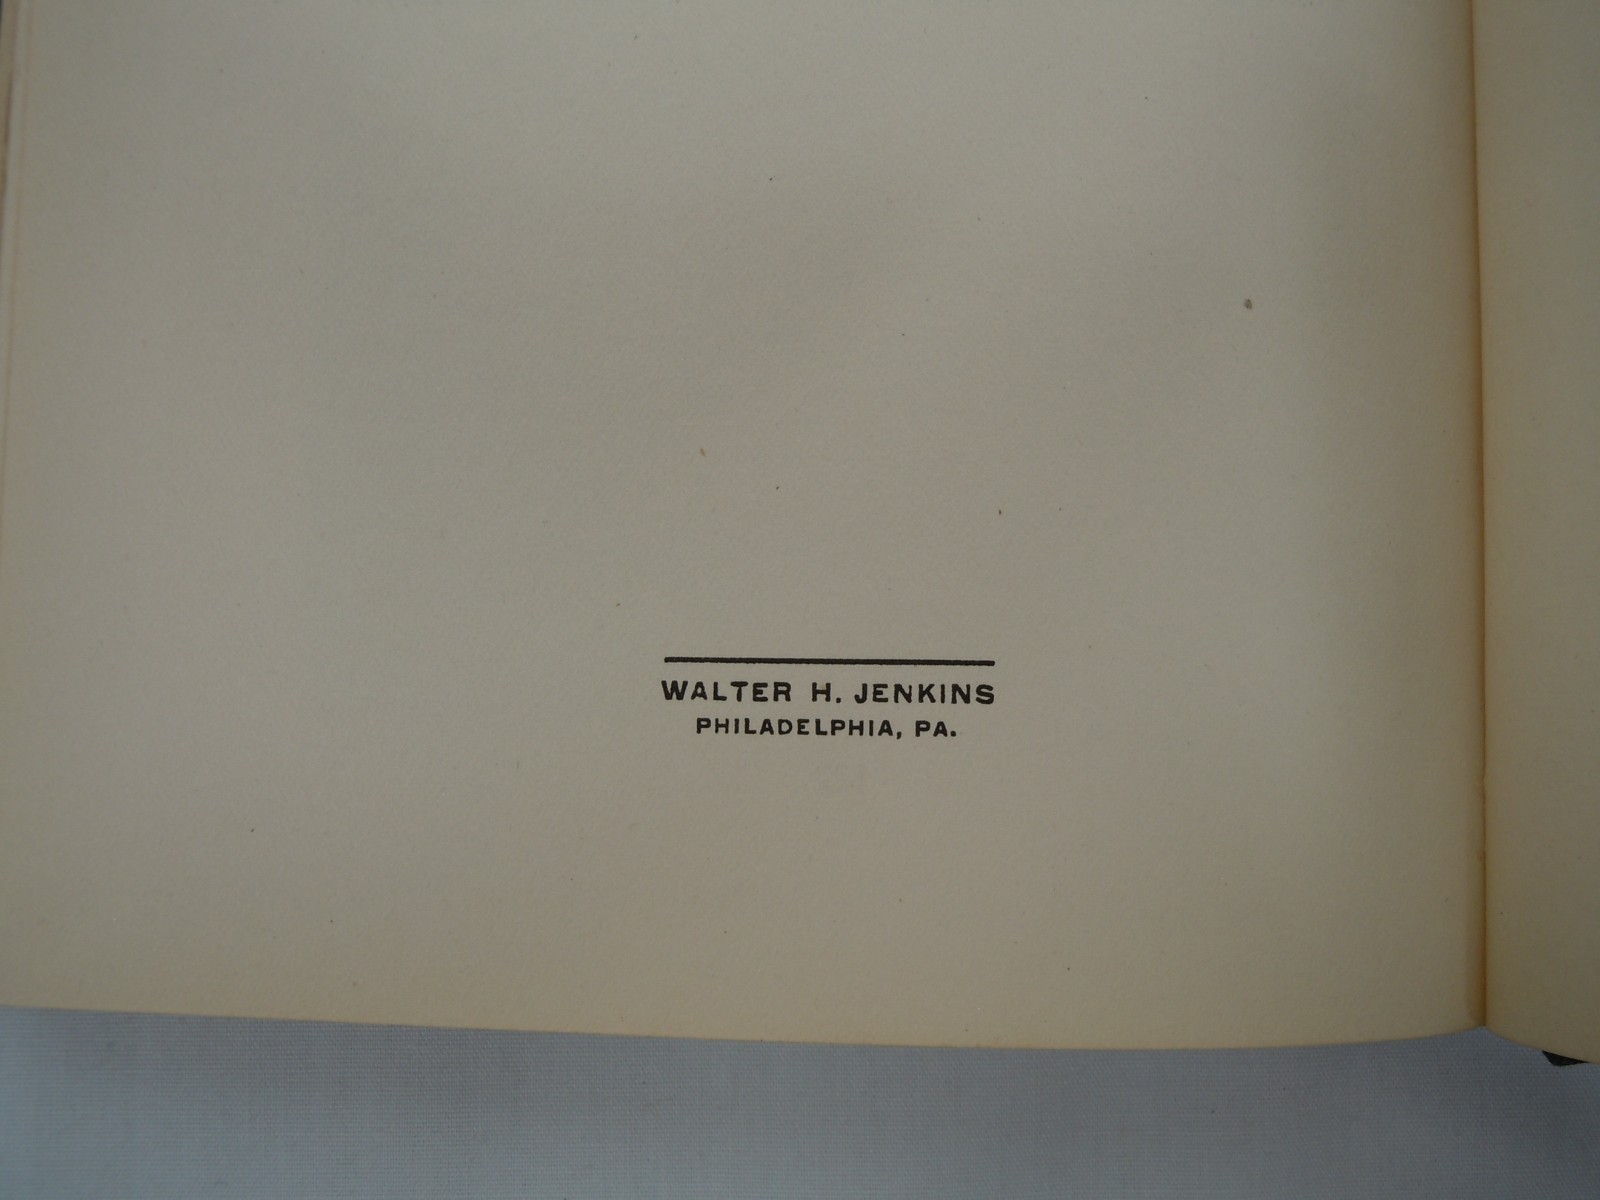 WALTER H. JENKINS
PHILADELPHIA, PA.